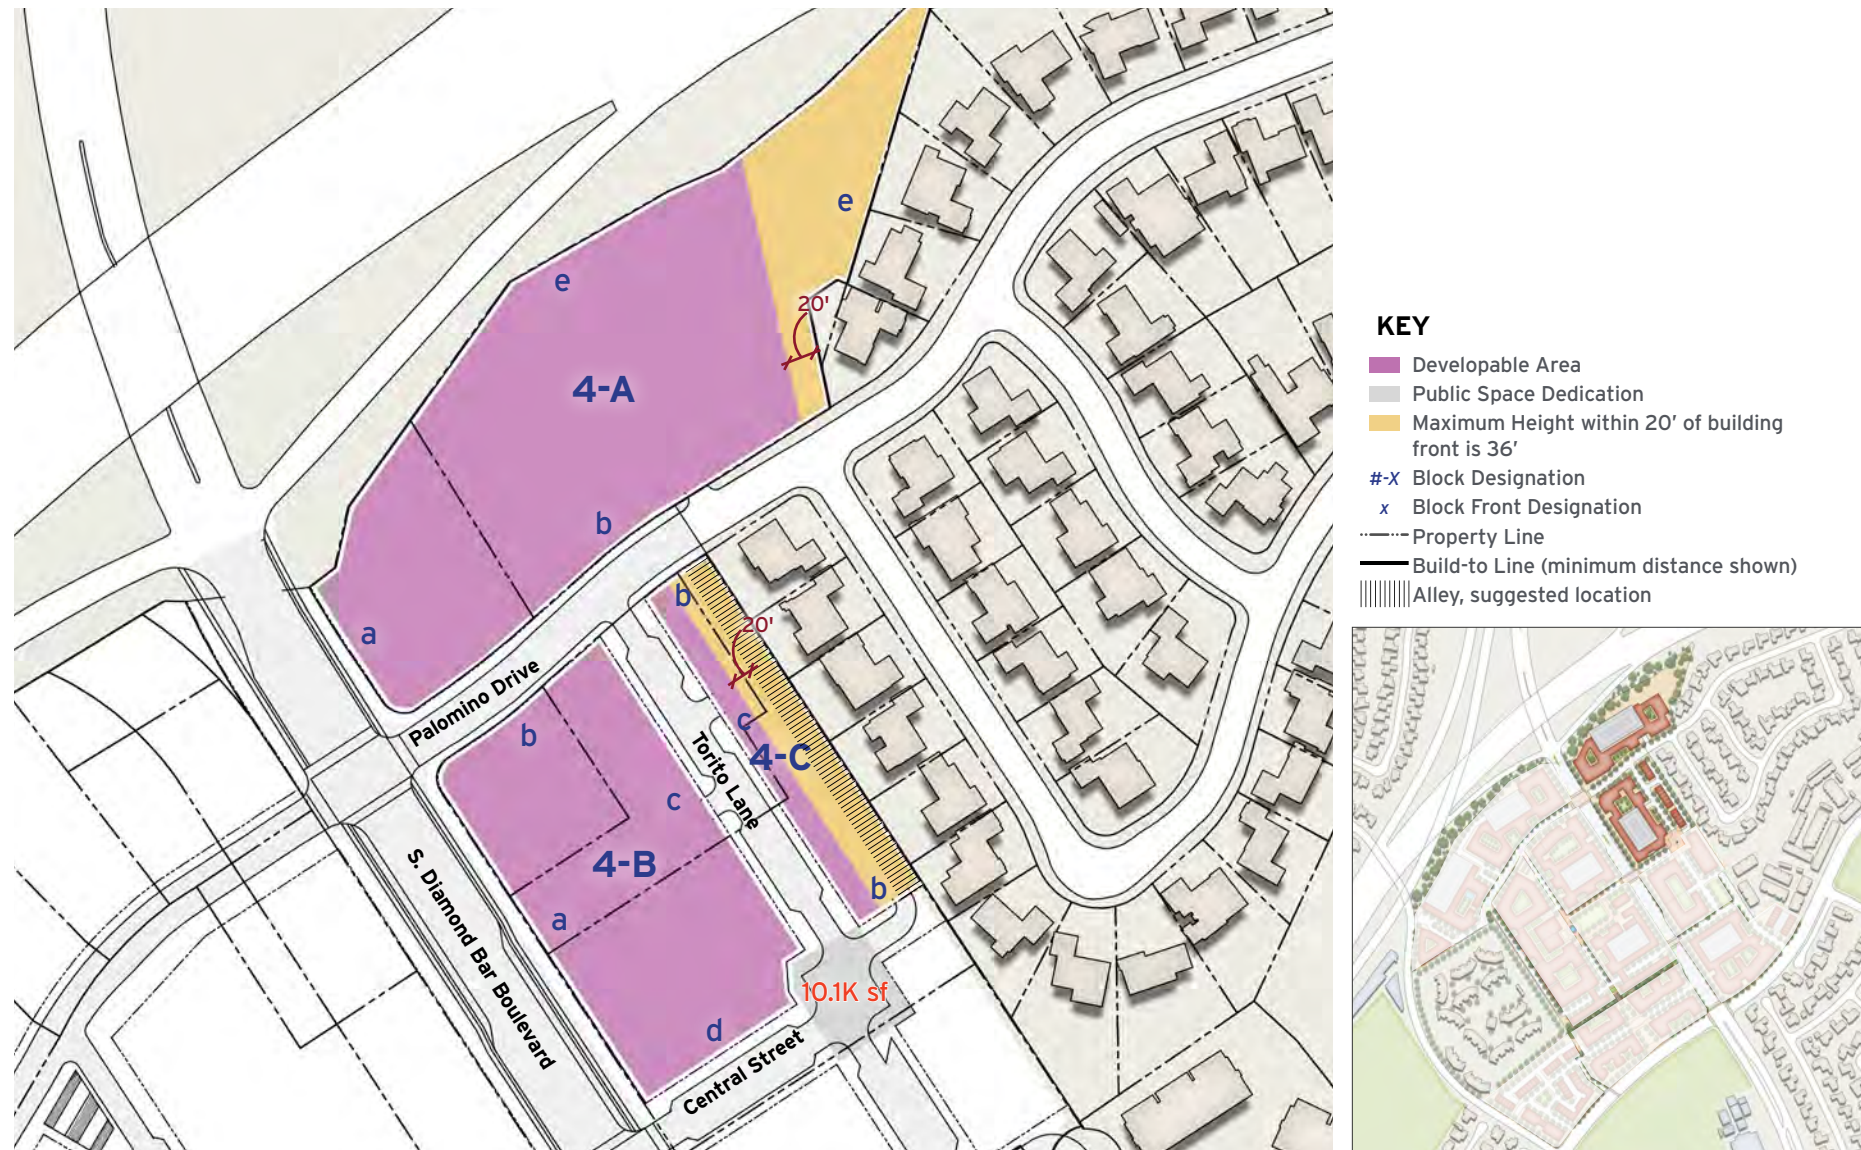 e
e
20'
4-A
b
a
b
20'
Palomino Drive
b
c
4-C
Torito Lane
c
4-B
b
a
S. Diamond Bar Boulevard
10.1K sf
d
Central Street
KEY
Developable Area
Public Space Dedication
Maximum Height within 20' of building
front is 36'
#-X Block Designation
x Block Front Designation
Property Line
Build-to Line (minimum distance shown)
Alley, suggested location